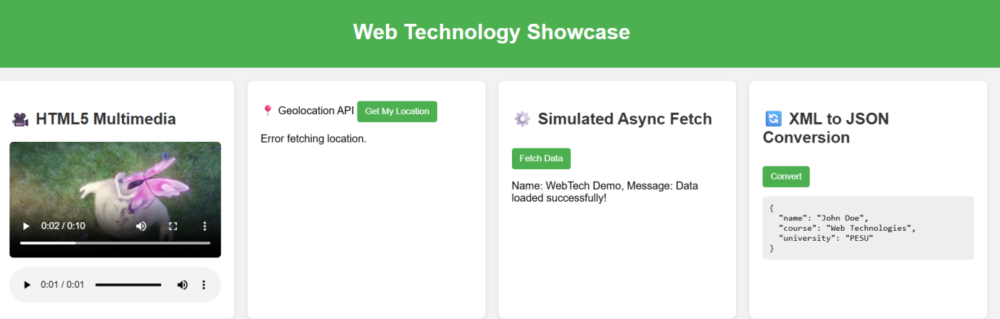 Web Technology Showcase
🎥 HTML5 Multimedia
0:02 / 0:10
0:01 / 0:01
📍 Geolocation API Get My Location
Error fetching location.
⚙️ Simulated Async Fetch
Fetch Data
Name: WebTech Demo, Message: Data
loaded successfully!
🔄 XML to JSON
Conversion
Convert
{
  "name": "John Doe",
  "course": "Web Technologies",
  "university": "PESU"
}